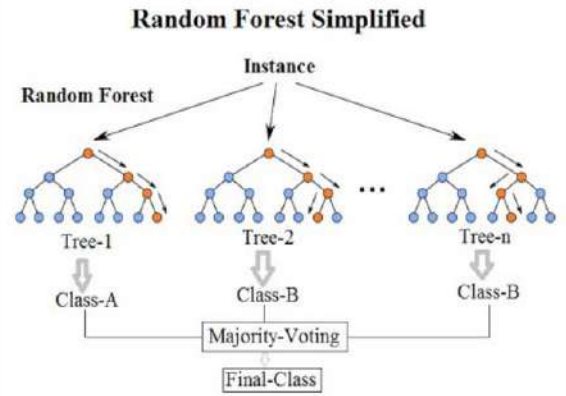 Random Forest Simplified
Instance
Random Forest
...
Tree-1 Tree-2 Tree-n
Class-A Class-B Class-B
Majority-Voting
Final-Class